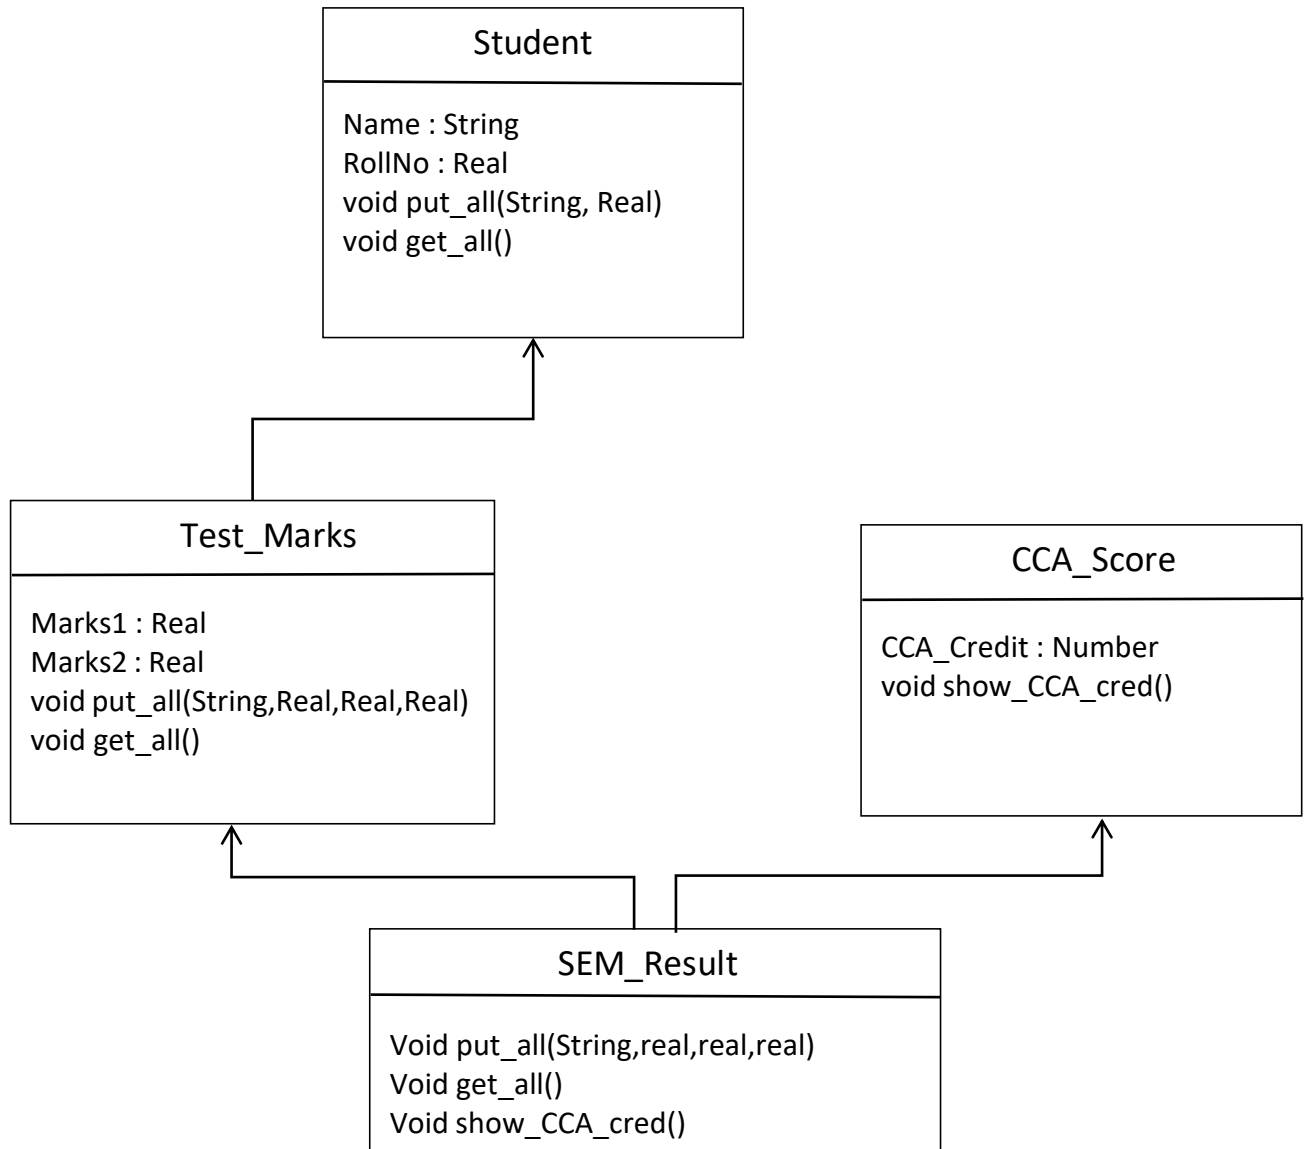 Student
Name : String
RollNo : Real
void put_all(String, Real)
void get_all()
Test_Marks
Marks1 : Real
Marks2 : Real
void put_all(String,Real,Real,Real)
void get_all()
CCA_Score
CCA_Credit : Number
void show_CCA_cred()
SEM_Result
Void put_all(String,real,real,real)
Void get_all()
Void show_CCA_cred()